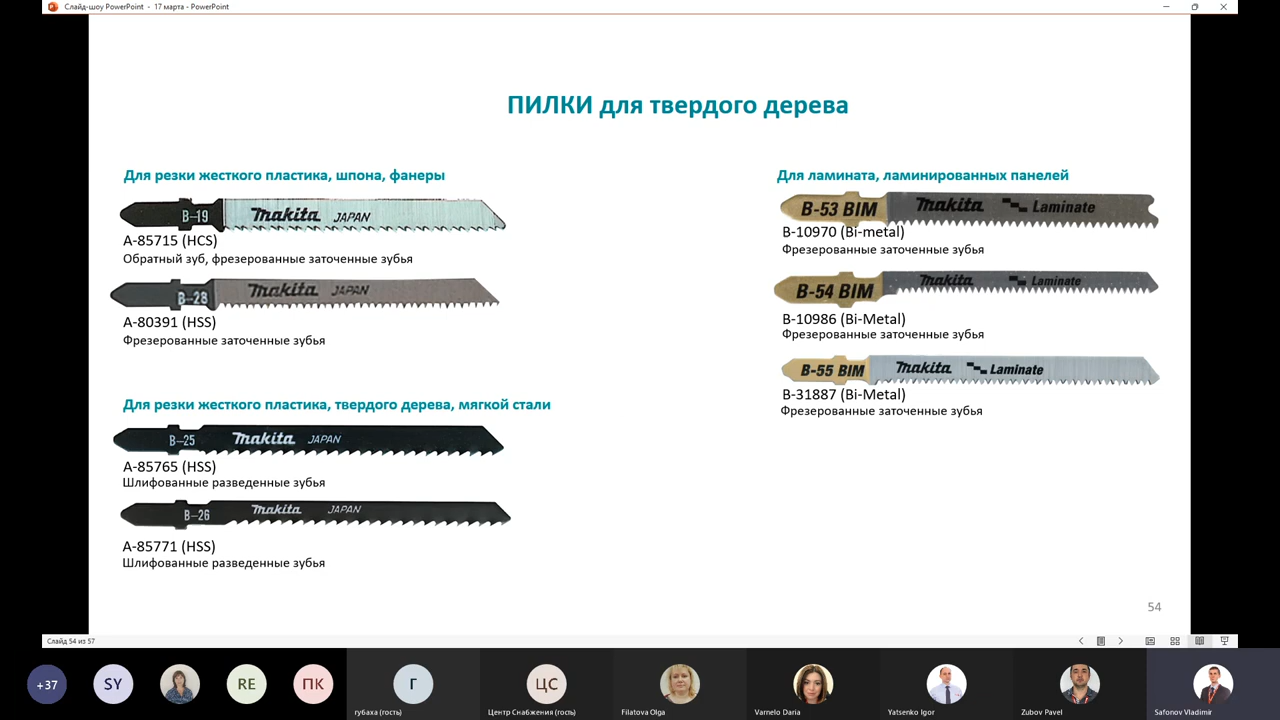 Слайд-шоу PowerPoint - 17 марта - PowerPoint
ПИЛКИ для твердого дерева
Для резки жесткого пластика, шпона, фанеры
B-19 makita JAPAN
A-85715 (HCS)
Обратный зуб, фрезерованные заточенные зубья
B-28 makita JAPAN
A-80391 (HSS)
Фрезерованные заточенные зубья
Для резки жесткого пластика, твердого дерева, мягкой стали
B-25 makita JAPAN
A-85765 (HSS)
Шлифованные разведенные зубья
B-26 makita JAPAN
A-85771 (HSS)
Шлифованные разведенные зубья
Для ламината, ламинированных панелей
B-53 BIM makita Laminate
B-10970 (Bi-metal)
Фрезерованные заточенные зубья
B-54 BIM makita Laminate
B-10986 (Bi-Metal)
Фрезерованные заточенные зубья
B-55 BIM makita Laminate
B-31887 (Bi-Metal)
Фрезерованные заточенные зубья
54
Слайд 54 из 57
+37 SY RE ПК Г ЦС
губаха (гость) Центр Снабжения (гость) Filatova Olga Varnelo Daria Yatsenko Igor Zubov Pavel Safonov Vladimir